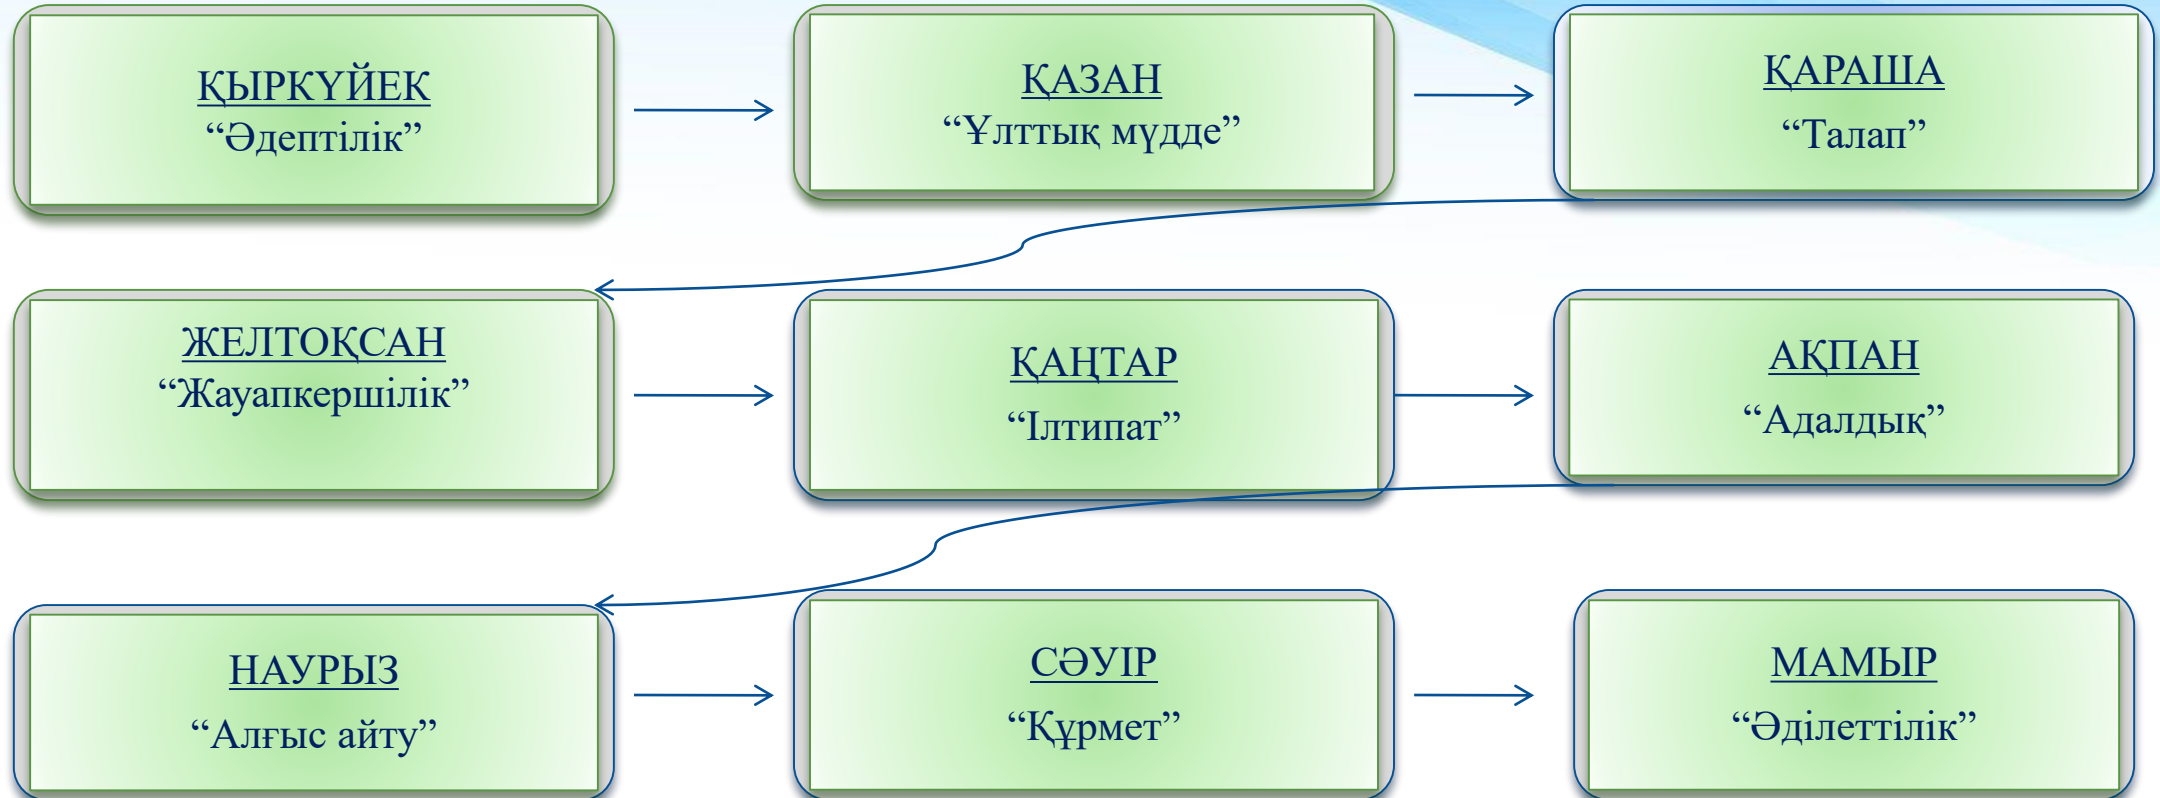 ҚЫРКҮЙЕК
“Әдептілік”
ҚАЗАН
“Ұлттық мүдде”
ҚАРАША
“Талап”
ЖЕЛТОҚСАН
“Жауапкершілік”
ҚАҢТАР
“Ілтипат”
АҚПАН
“Адалдық”
НАУРЫЗ
“Алғыс айту”
СӘУІР
“Құрмет”
МАМЫР
“Әділеттілік”